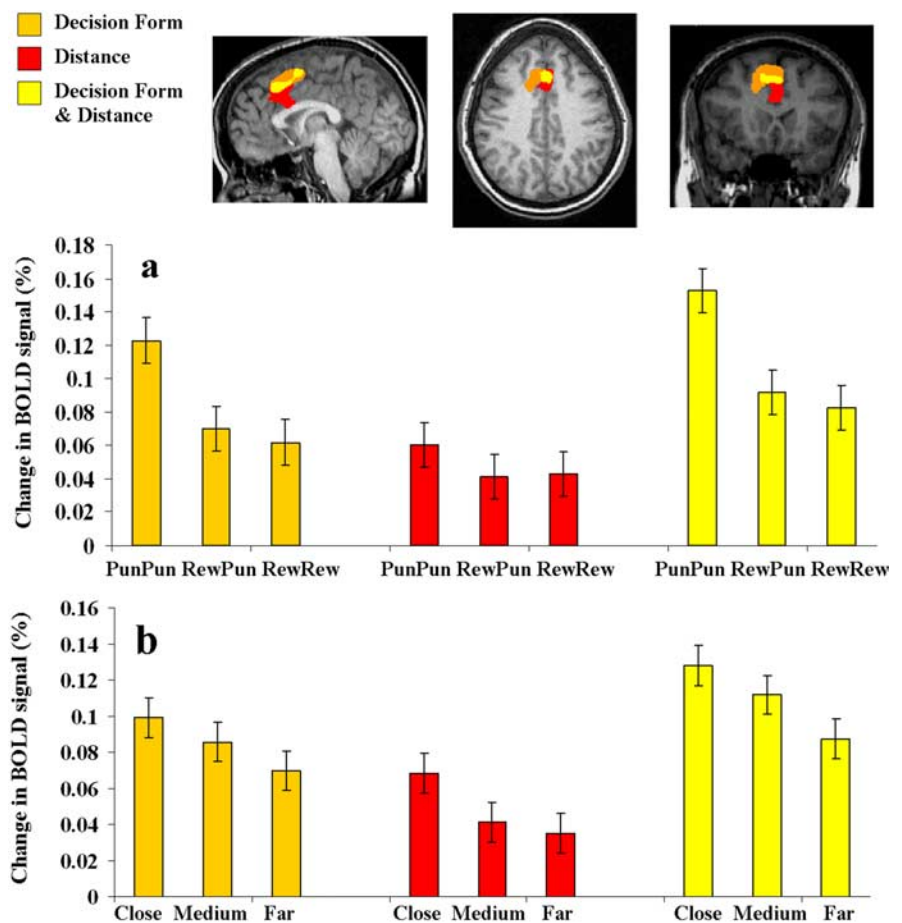 Decision Form
Distance
Decision Form
& Distance
a
Change in BOLD signal (%)
0.18
0.16
0.14
0.12
0.1
0.08
0.06
0.04
0.02
0
PunPun RewPun RewRew
PunPun RewPun RewRew
PunPun RewPun RewRew
b
Change in BOLD signal (%)
0.16
0.14
0.12
0.1
0.08
0.06
0.04
0.02
0
Close Medium Far
Close Medium Far
Close Medium Far